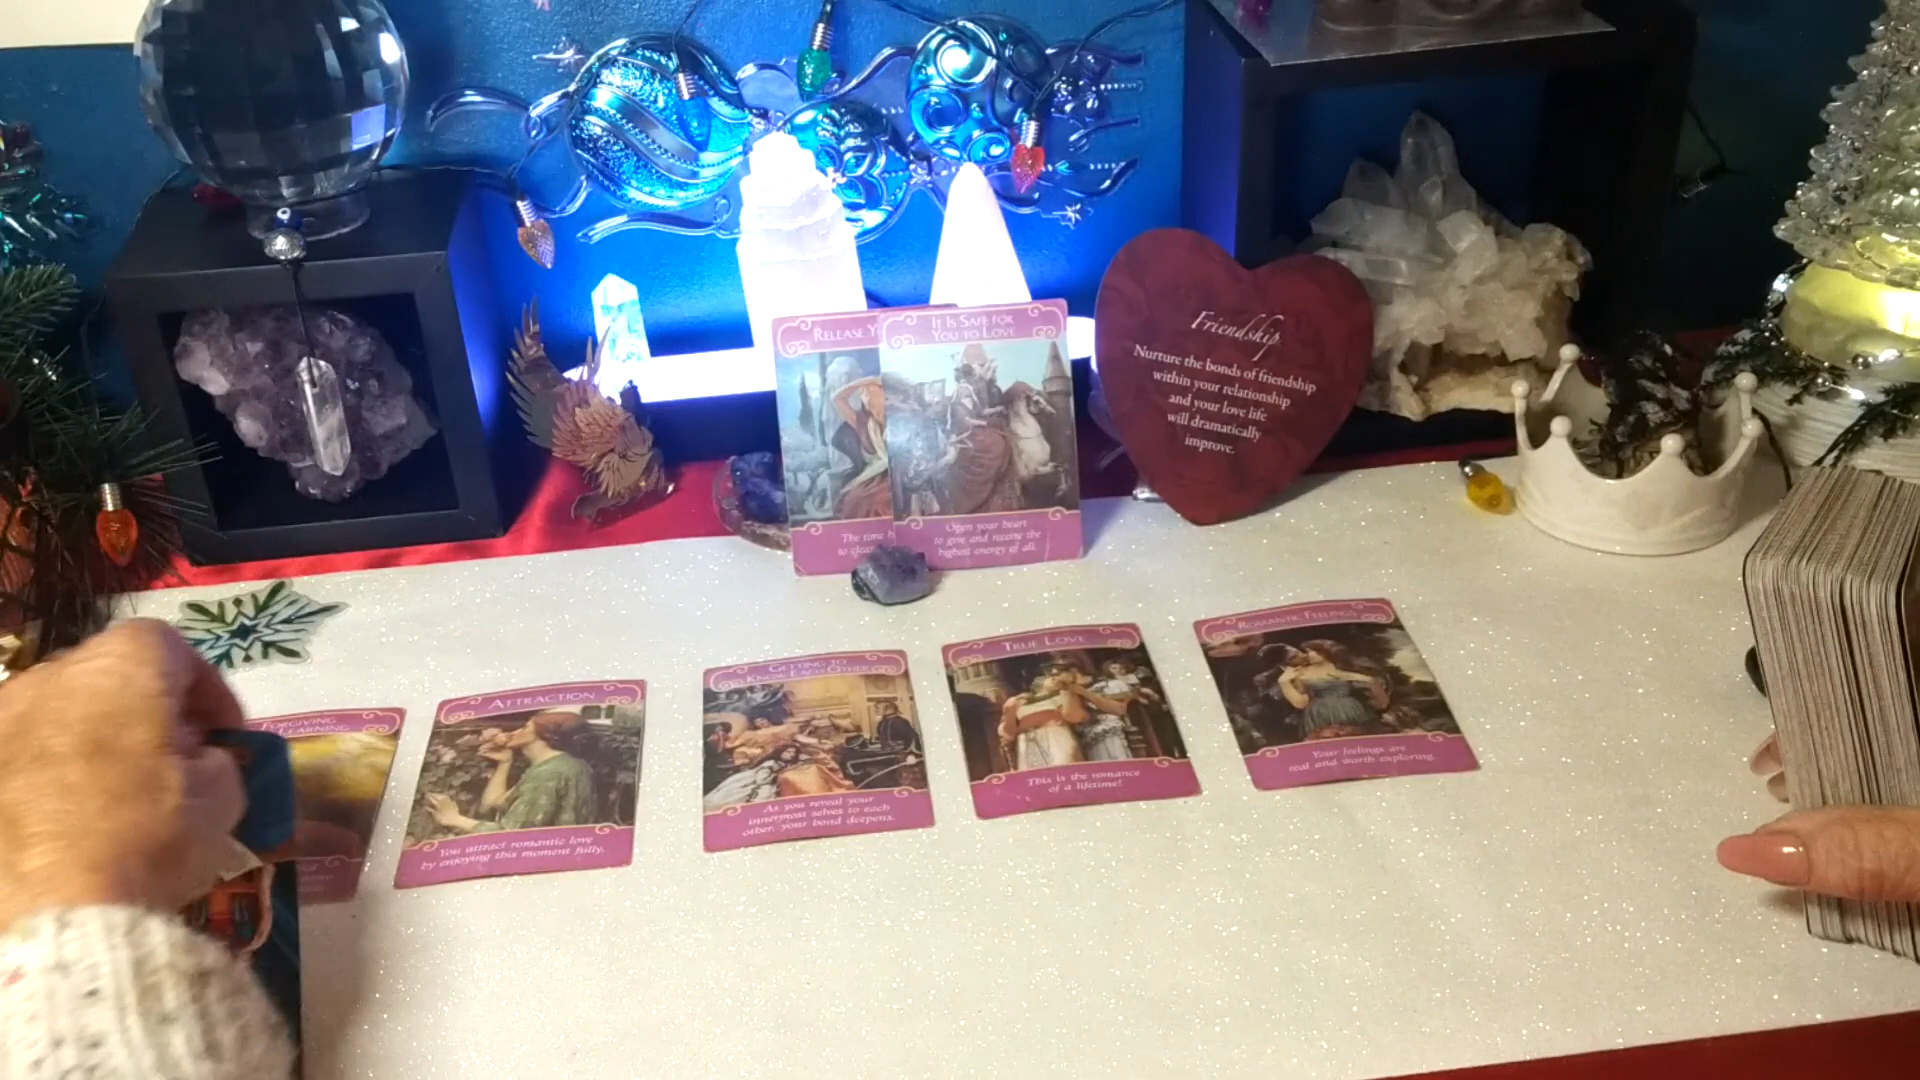 RELEASE
The time
to
IT IS SAFE FOR
YOU TO LOVE
Open your heart
to give and receive the
highest energy of all.
Friendship
Nurture the bonds of friendship
within your relationship
and your love life
will dramatically
improve.
FORGIVING
LEARNING
ATTRACTION
You attract romantic love
by enjoying this moment fully.
GETTING TO
KNOW EACH OTHER
As you reveal your
innermost selves to each
other, your bond deepens.
TRUE LOVE
This is the romance
of a lifetime!
ROMANTIC FEELINGS
Your feelings are
real and worth exploring.